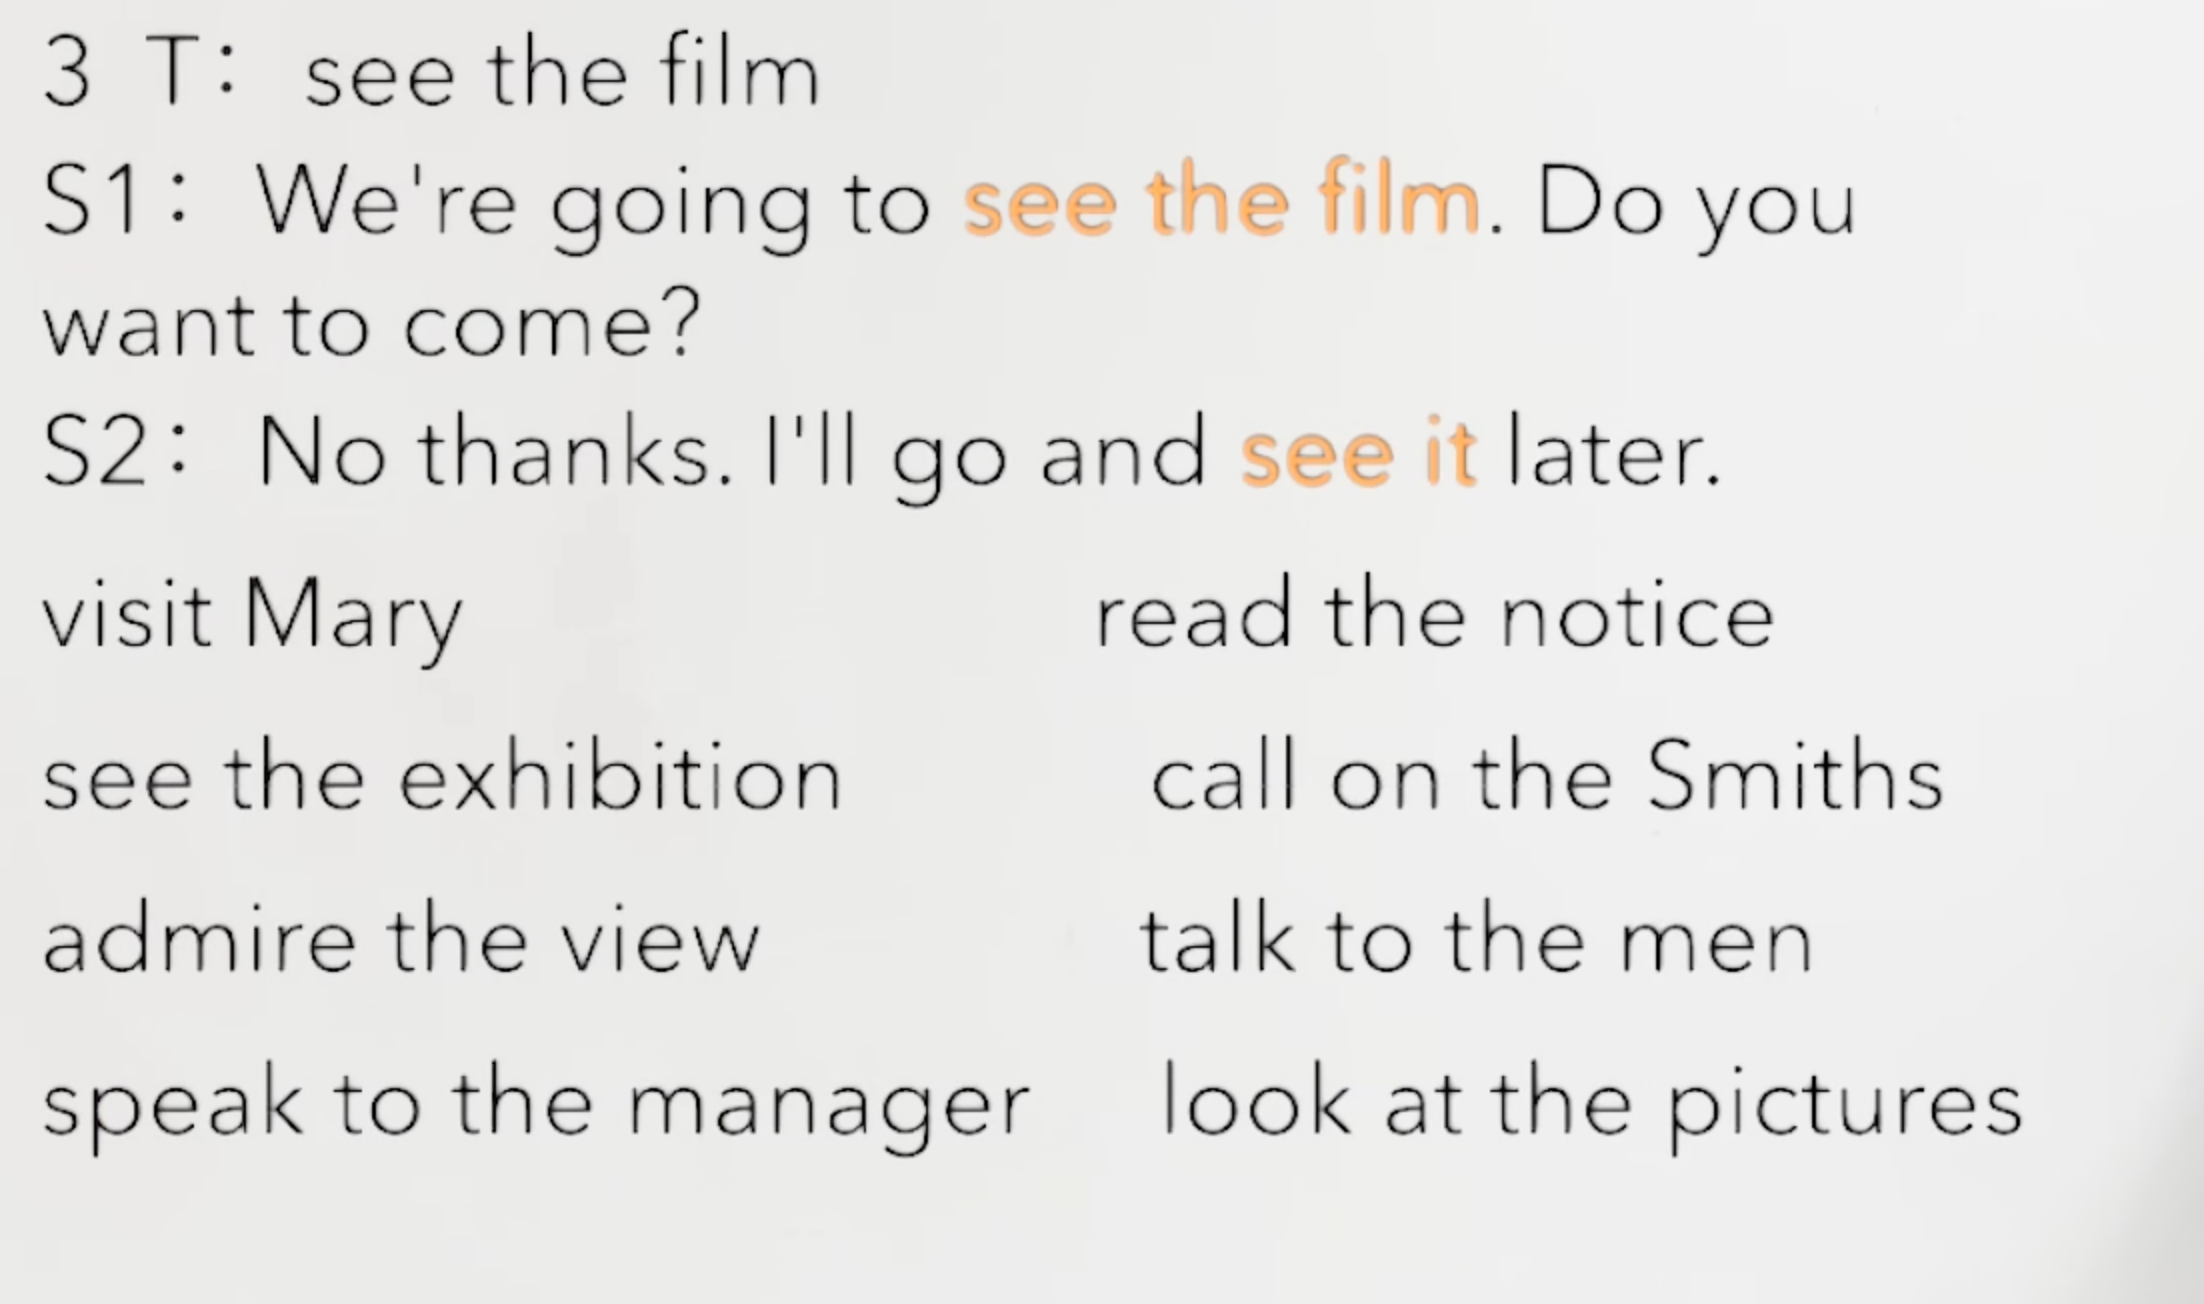 3 T: see the film
S1: We're going to see the film. Do you
want to come?
S2: No thanks. I'll go and see it later.
visit Mary read the notice
see the exhibition call on the Smiths
admire the view talk to the men
speak to the manager look at the pictures